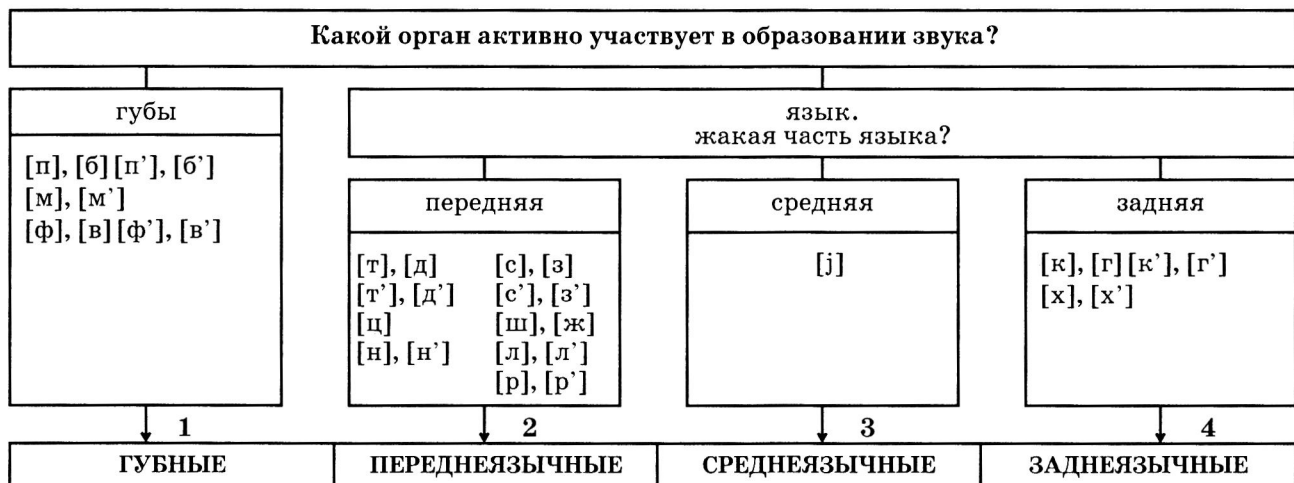 Какой орган активно участвует в образовании звука?
губы
[п], [б] [п’], [б’]
[м], [м’]
[ф], [в] [ф’], [в’]
язык.
жакая часть языка?
передняя
[т], [д] [с], [з]
[т’], [д’] [с’], [з’]
[ц] [ш], [ж]
[н], [н’] [л], [л’]
[р], [р’]
средняя
[j]
задняя
[к], [г] [к’], [г’]
[х], [х’]
1 2 3 4
ГУБНЫЕ ПЕРЕДНЕЯЗЫЧНЫЕ СРЕДНЕЯЗЫЧНЫЕ ЗАДНЕЯЗЫЧНЫЕ